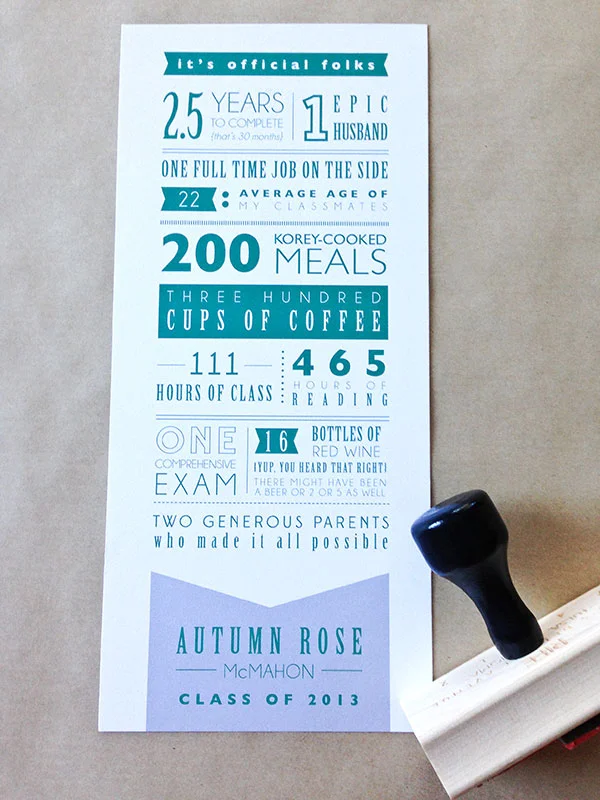 it's official folks
2.5 YEARS
TO COMPLETE
(that's 30 months)
1 EPIC
HUSBAND
ONE FULL TIME JOB ON THE SIDE
22 : AVERAGE AGE OF
MY CLASSMATES
200 KOREY-COOKED
MEALS
THREE HUNDRED
CUPS OF COFFEE
111
HOURS OF CLASS
465
HOURS OF
READING
ONE
COMPREHENSIVE
EXAM
16 BOTTLES OF
RED WINE
(YUP, YOU HEARD THAT RIGHT)
THERE MIGHT HAVE BEEN
A BEER OR 2 OR 5 AS WELL
TWO GENEROUS PARENTS
who made it all possible
AUTUMN ROSE
McMAHON
CLASS OF 2013